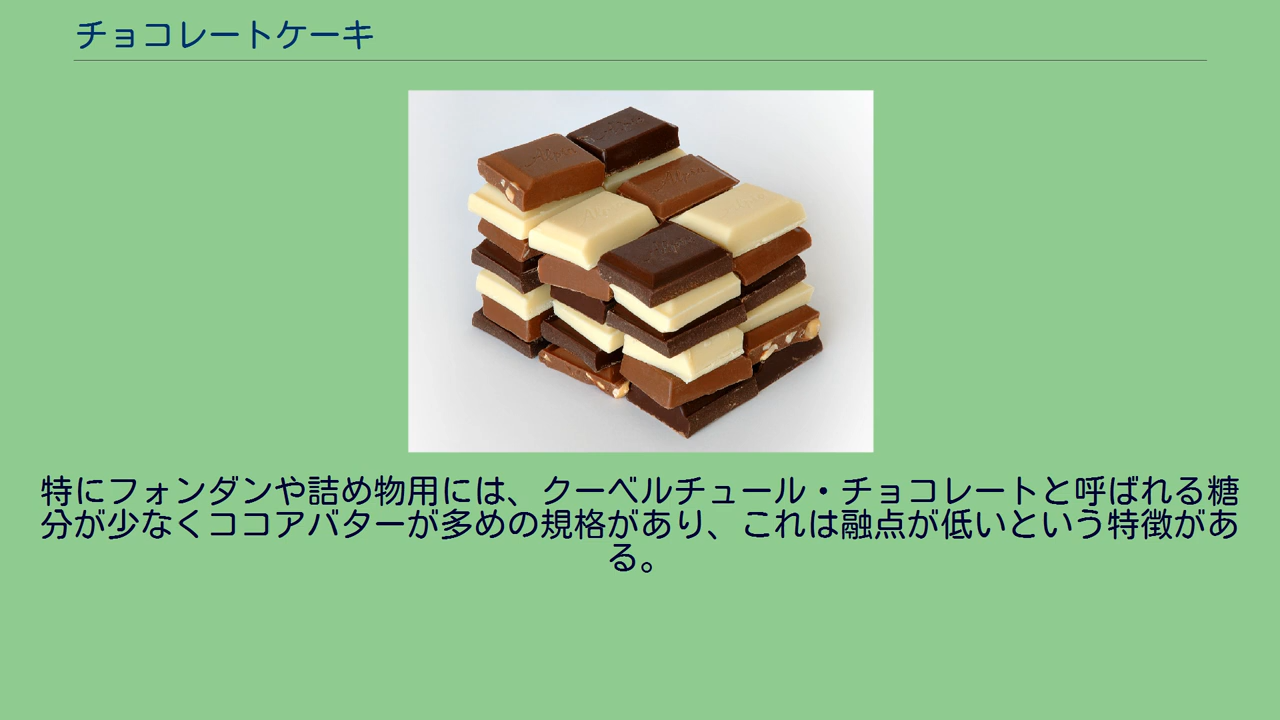 チョコレートケーキ
特にフォンダンや詰め物用には、クーベルチュール・チョコレートと呼ばれる糖
分が少なくココアバターが多めの規格があり、これは融点が低いという特徴があ
る。